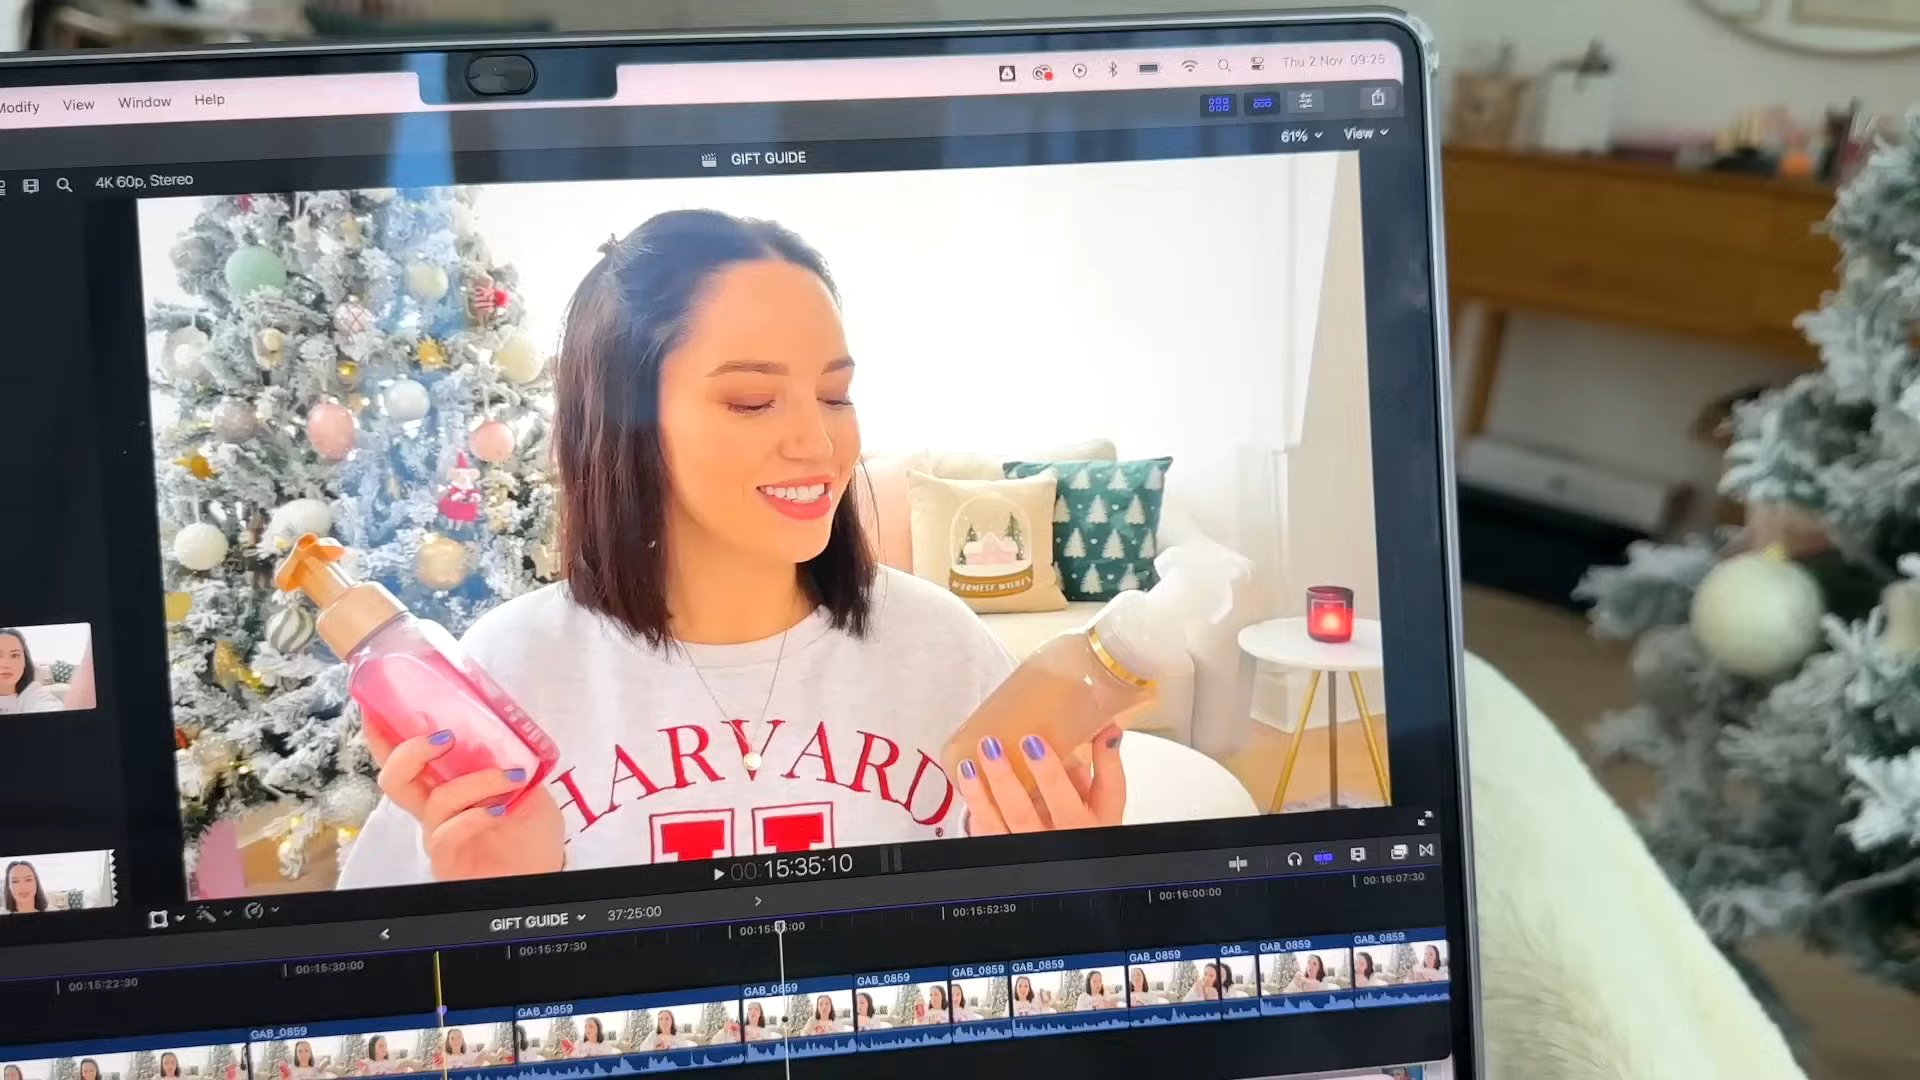 Modify View Window Help
Thu 2 Nov 09:25
61% View
GIFT GUIDE
4K 60p, Stereo
WARMEST WISHES
HARVARD
H
00:15:35:10
GIFT GUIDE 37:25:00
00:15:22:30
00:15:30:00
00:15:37:30
00:15:52:30
00:16:00:00
00:16:07:30
GAB_0859
GAB_0859
GAB_0859
GAB_0859
GAB_0859
GAB_0859
GAB_0859
GAB...
GAB_0859
GAB_0859